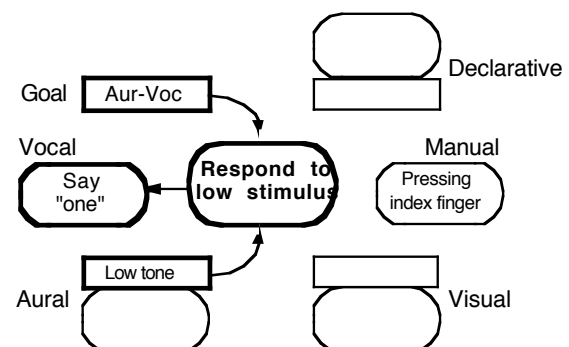 Declarative
Goal
Aur-Voc
Vocal
Manual
Say
"one"
Respond to
low stimulus
Pressing
index finger
Low tone
Aural
Visual